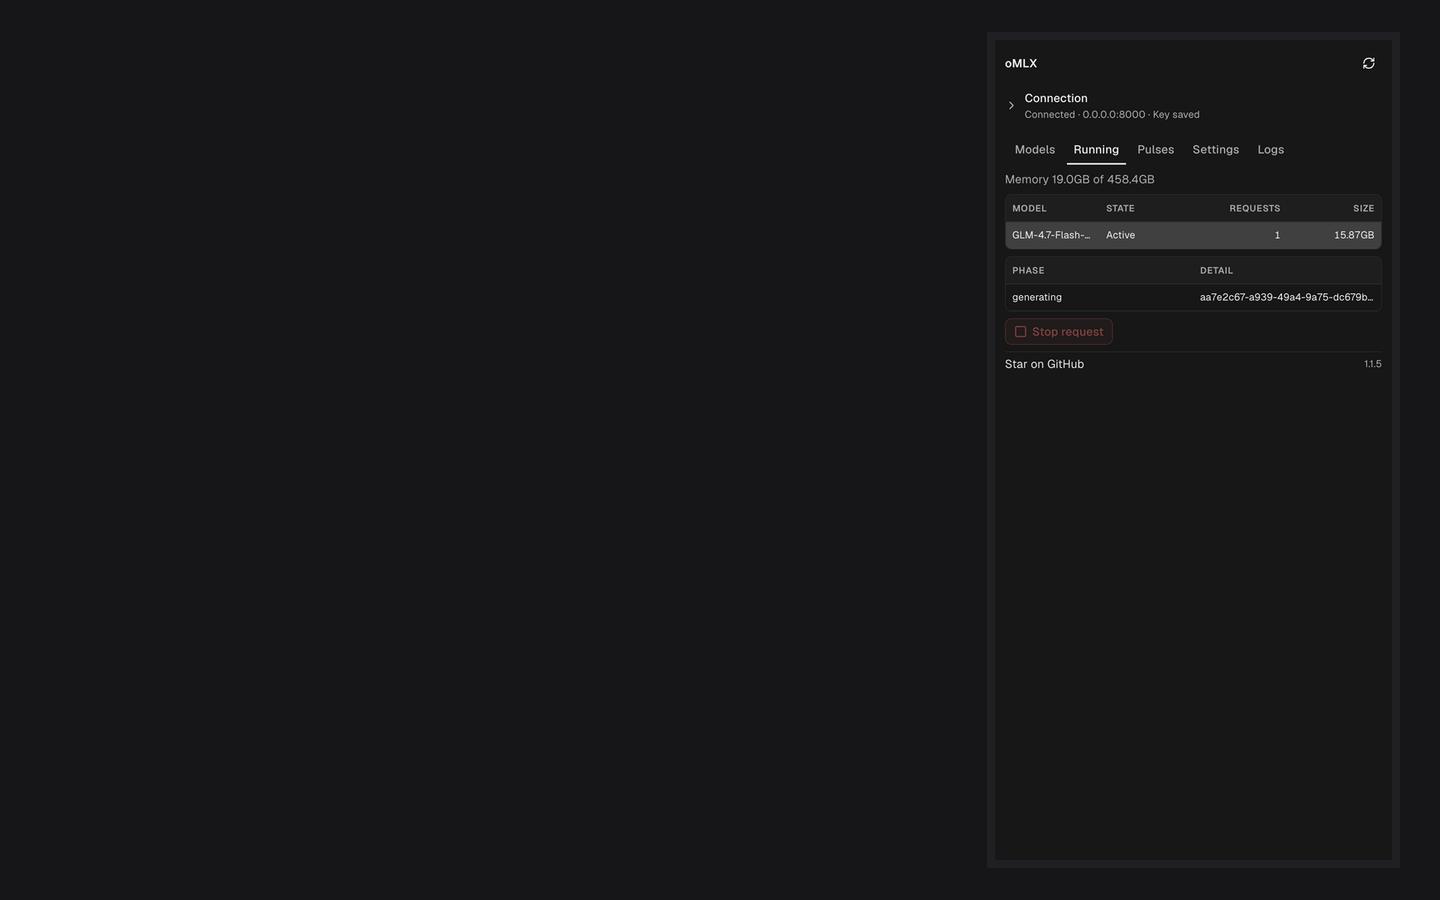 oMLX
Connection
Connected · 0.0.0.0:8000 · Key saved
Models Running Pulses Settings Logs
Memory 19.0GB of 458.4GB
MODEL STATE REQUESTS SIZE
GLM-4.7-Flash-… Active 1 15.87GB
PHASE DETAIL
generating aa7e2c67-a939-49a4-9a75-dc679b…
Stop request
Star on GitHub 1.1.5